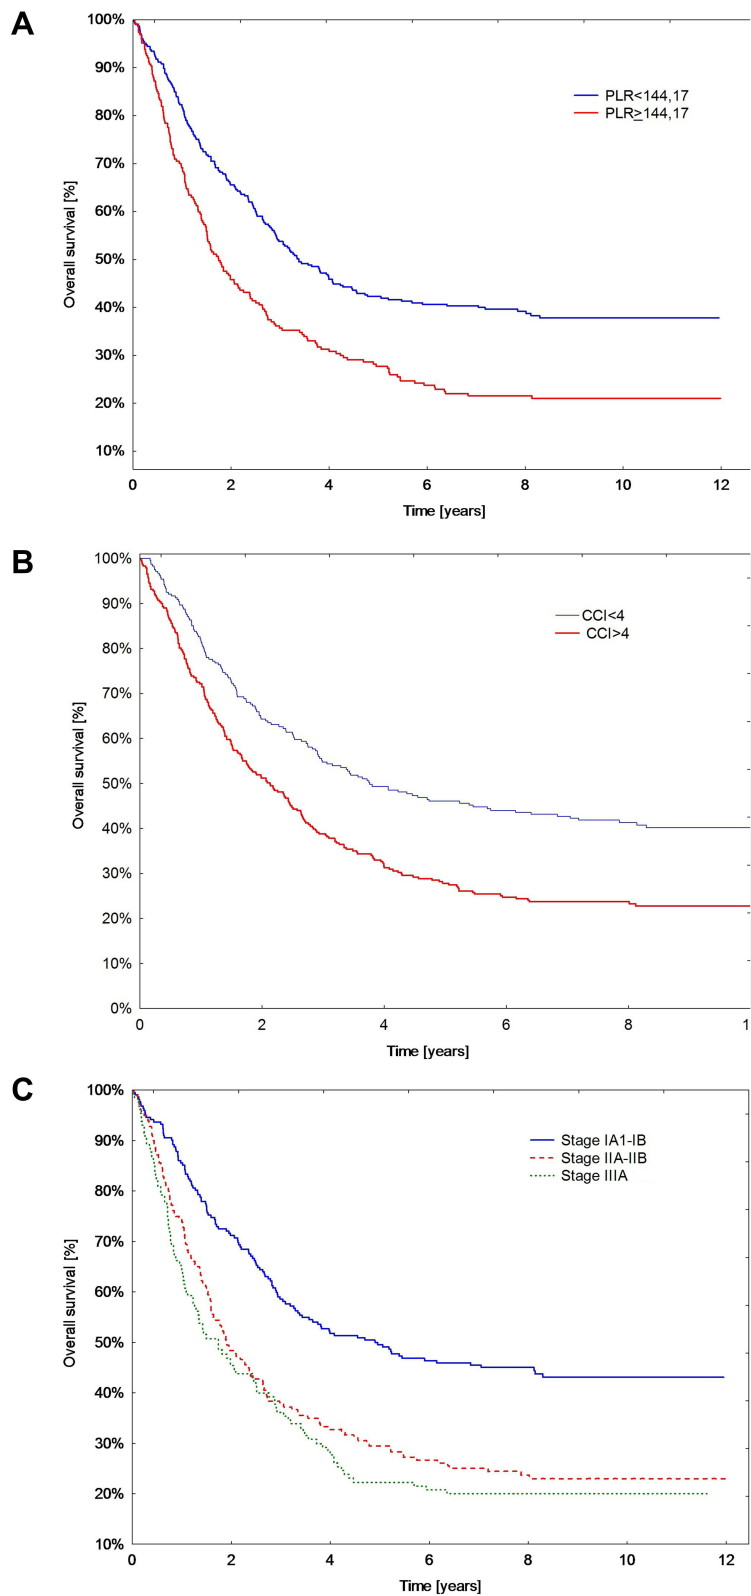 A
100%
90%
80%
70%
60%
50%
40%
30%
20%
10%
Overall survival [%]
PLR<144,17
PLR≥144,17
0 2 4 6 8 10 12
Time [years]
B
100%
90%
80%
70%
60%
50%
40%
30%
20%
10%
0%
Overall survival [%]
CCI<4
CCI>4
0 2 4 6 8 1
Time [years]
C
100%
90%
80%
70%
60%
50%
40%
30%
20%
10%
Overall survival [%]
Stage IA1-IB
Stage IIA-IIB
Stage IIIA
0 2 4 6 8 10 12
Time [years]